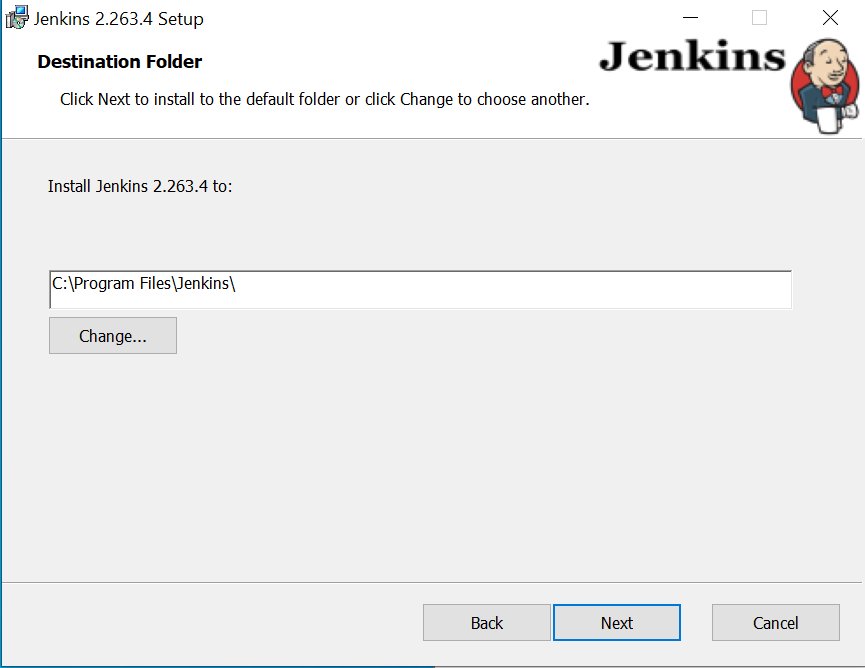 Jenkins 2.263.4 Setup
Destination Folder
Jenkins
Click Next to install to the default folder or click Change to choose another.
Install Jenkins 2.263.4 to:
C:\Program Files\Jenkins\
Change...
Back
Next
Cancel